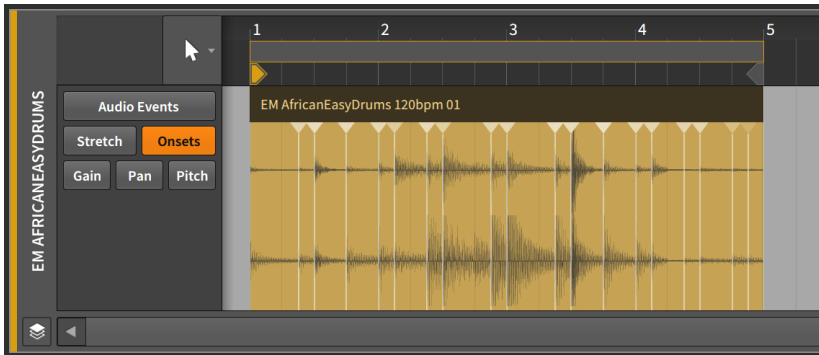 1 2 3 4 5
EM AFRICANEASYDRUMS
Audio Events
EM AfricanEasyDrums 120bpm 01
Stretch Onsets
Gain Pan Pitch